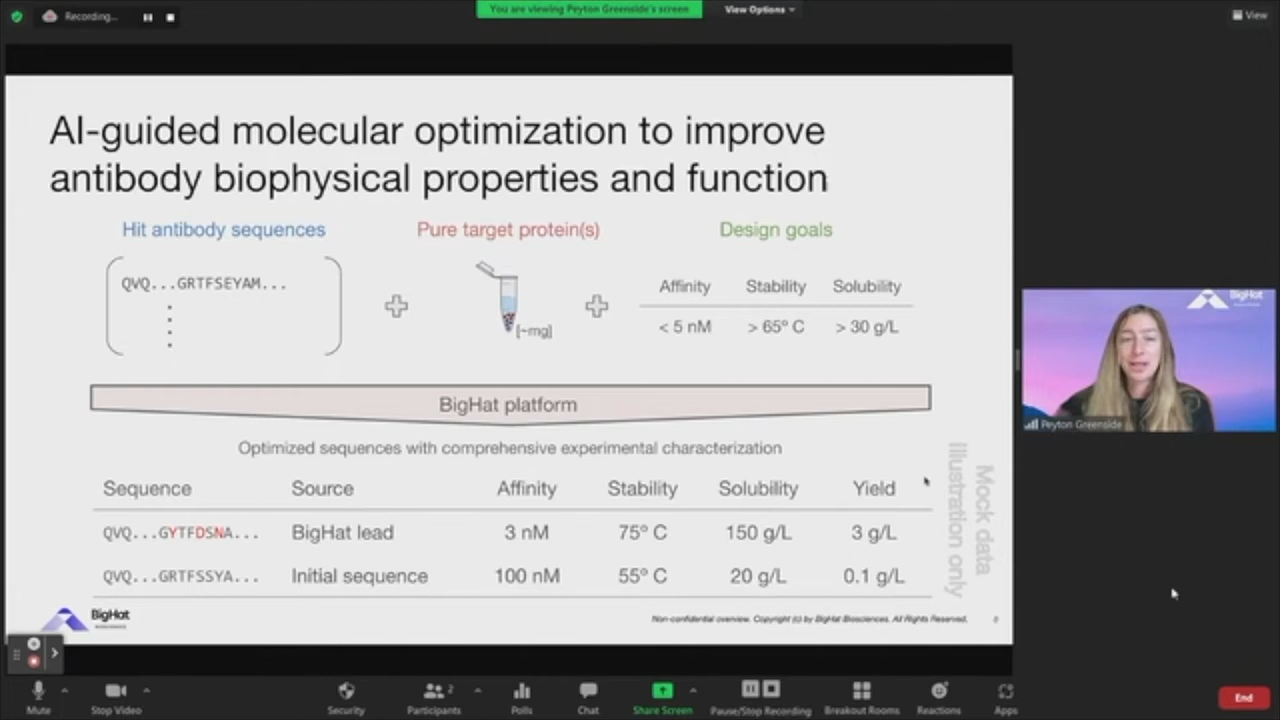 Recording...
You are viewing Peyton Greenside's screen
View Options
View
AI-guided molecular optimization to improve
antibody biophysical properties and function
Hit antibody sequences
Pure target protein(s)
Design goals
QVQ...GRTFSEYAM...
[~mg]
Affinity Stability Solubility
< 5 nM > 65° C > 30 g/L
BigHat platform
Optimized sequences with comprehensive experimental characterization
Sequence Source Affinity Stability Solubility Yield
QVQ...GYTFDSNA... BigHat lead 3 nM 75° C 150 g/L 3 g/L
QVQ...GRTFSSYA... Initial sequence 100 nM 55° C 20 g/L 0.1 g/L
Mock data
Illustration only
BigHat
BIOSCIENCES
Non-confidential overview. Copyright (c) by BigHat Biosciences. All Rights Reserved.
BigHat
Peyton Greenside
Mute
Stop Video
Security
Participants
2
Polls
Chat
Share Screen
Pause/Stop Recording
Breakout Rooms
Reactions
Apps
End